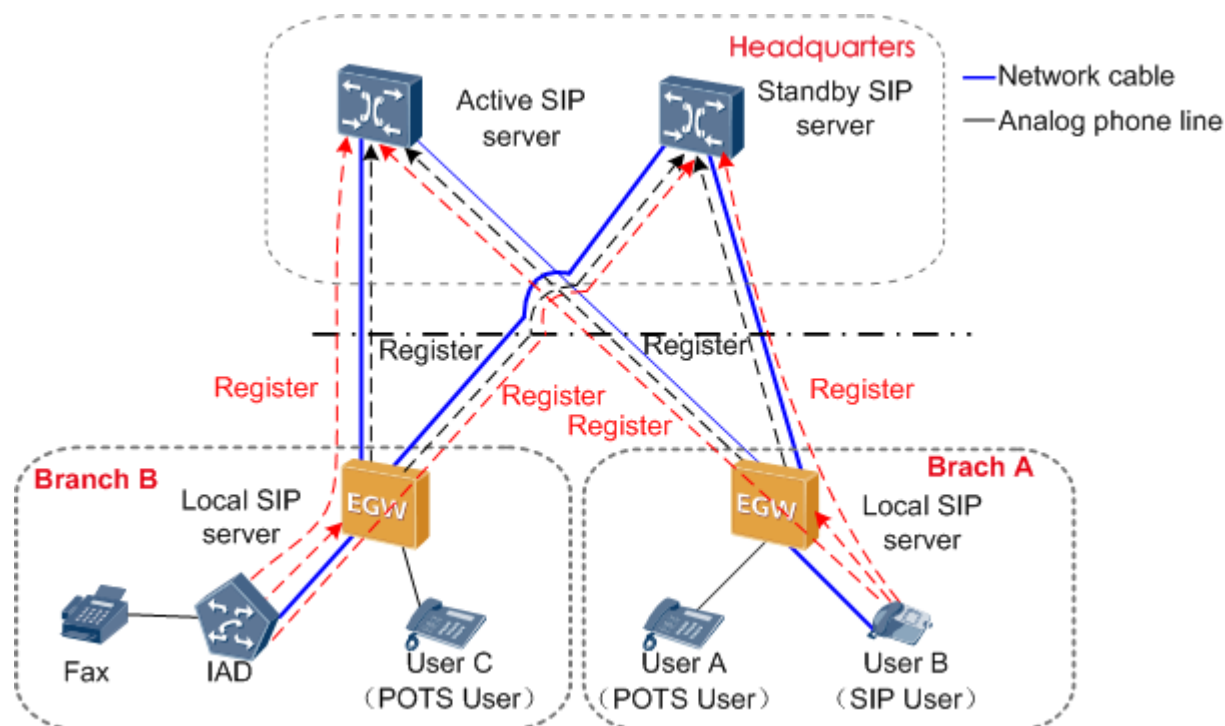 Headquarters
Active SIP
server
Standby SIP
server
Network cable
Analog phone line
Register
Register
Register
Register
Register
Register
Branch B
Local SIP
server
EGW
Fax
IAD
User C
（POTS User）
Brach A
EGW
Local SIP
server
User A
（POTS User）
User B
（SIP User）